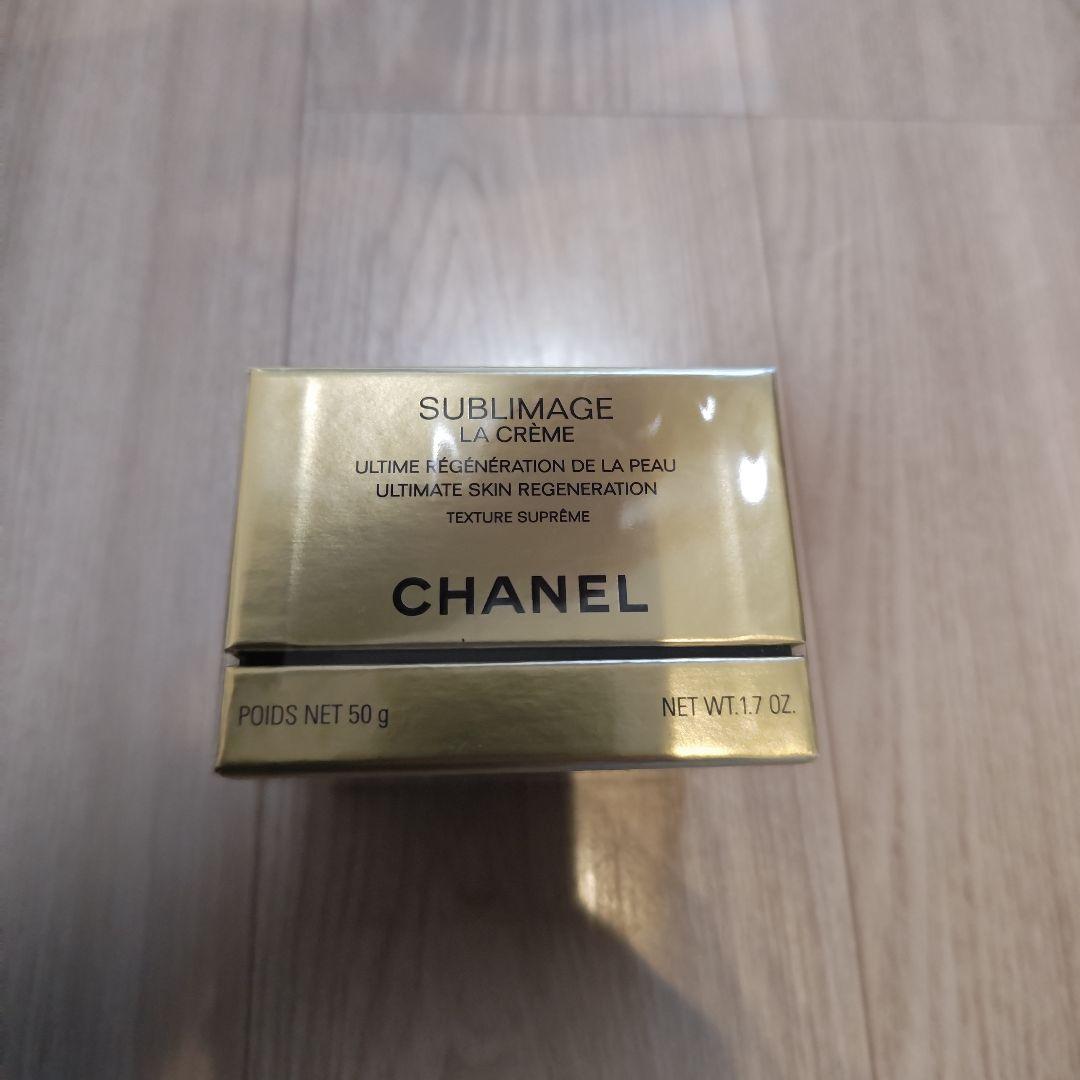 SUBLIMAGE
LA CRÈME
ULTIME RÉGÉNÉRATION DE LA PEAU
ULTIMATE SKIN REGENERATION
TEXTURE SUPRÊME
CHANEL
POIDS NET 50 g
NET WT.1.7 OZ.